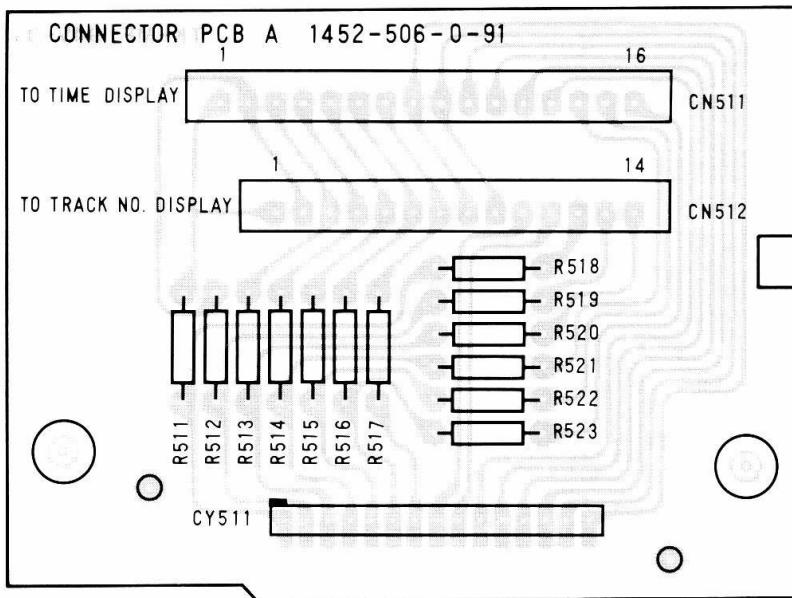 CONNECTOR PCB A 1452-506-0-91
1 16
TO TIME DISPLAY CN511
1 14
TO TRACK NO. DISPLAY CN512
R518
R519
R520
R521
R522
R523
R511 R512 R513 R514 R515 R516 R517
CY511